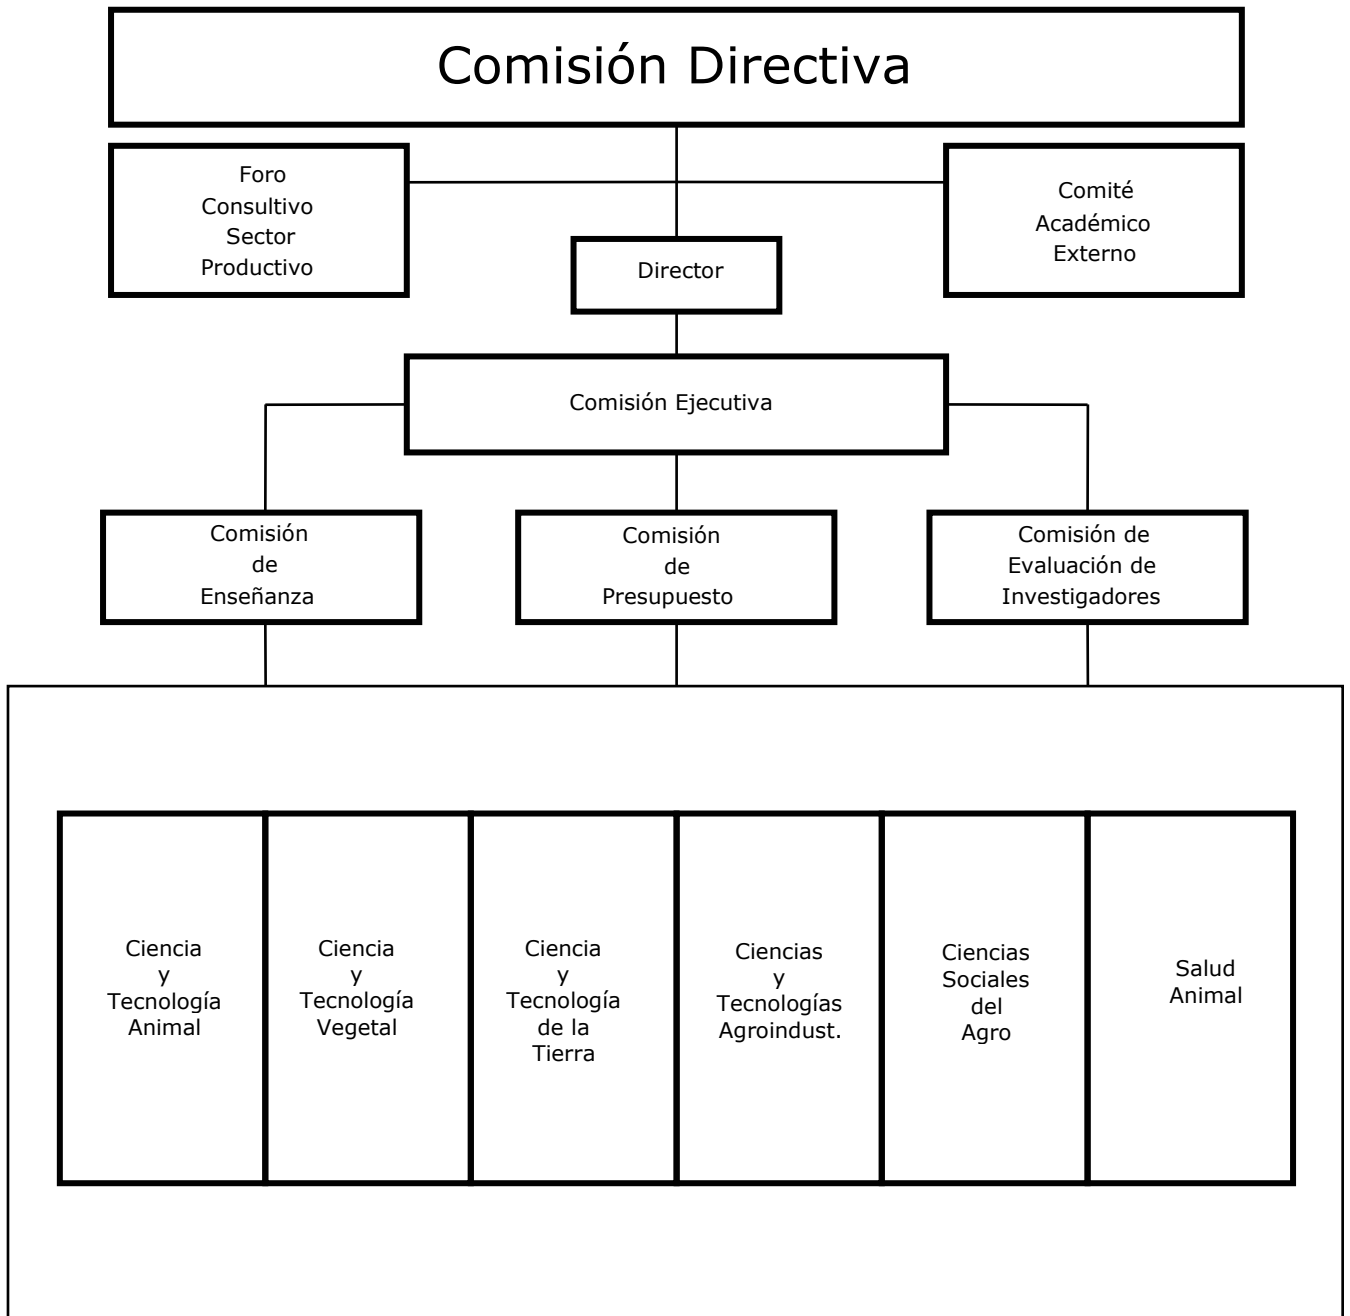 Comisión Directiva
Foro
Consultivo
Sector
Productivo
Comité
Académico
Externo
Director
Comisión Ejecutiva
Comisión
de
Enseñanza
Comisión
de
Presupuesto
Comisión de
Evaluación de
Investigadores
Ciencia
y
Tecnología
Animal
Ciencia
y
Tecnología
Vegetal
Ciencia
y
Tecnología
de la
Tierra
Ciencias
y
Tecnologías
Agroindust.
Ciencias
Sociales
del
Agro
Salud
Animal